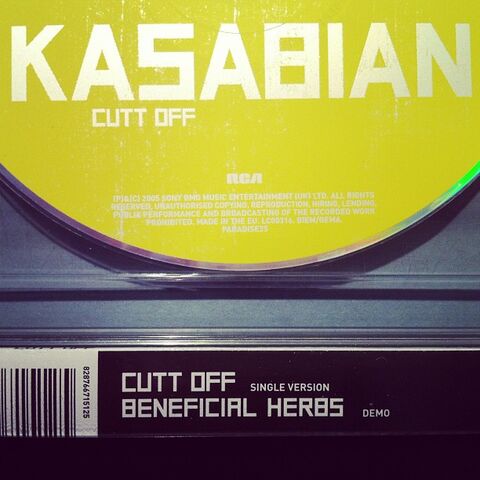 KASABIAN
CUTT OFF
RCA
(P)&(C) 2005 SONY BMG MUSIC ENTERTAINMENT (UK) LTD. ALL RIGHTS
RESERVED. UNAUTHORISED COPYING, REPRODUCTION, HIRING, LENDING,
PUBLIC PERFORMANCE AND BROADCASTING OF THE RECORDED WORK
PROHIBITED. MADE IN THE EU. LC00316. BIEM/GEMA.
PARADISE35
828766715125
CUTT OFF SINGLE VERSION
BENEFICIAL HERBS DEMO